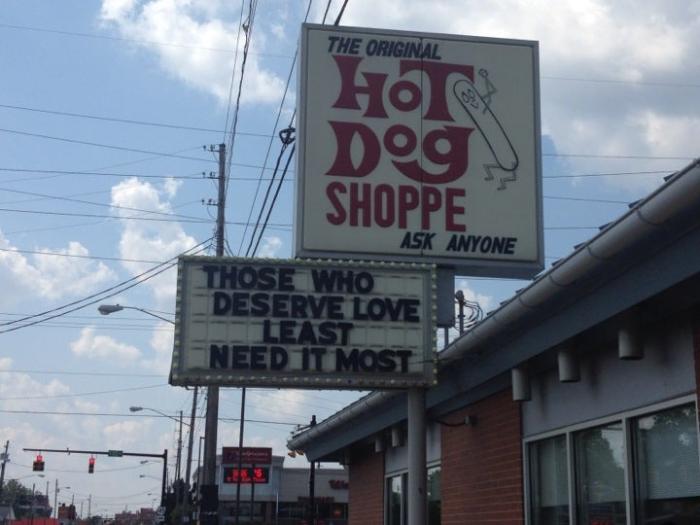 THE ORIGINAL
HOT
DOG
SHOPPE
ASK ANYONE
THOSE WHO
DESERVE LOVE
LEAST
NEED IT MOST